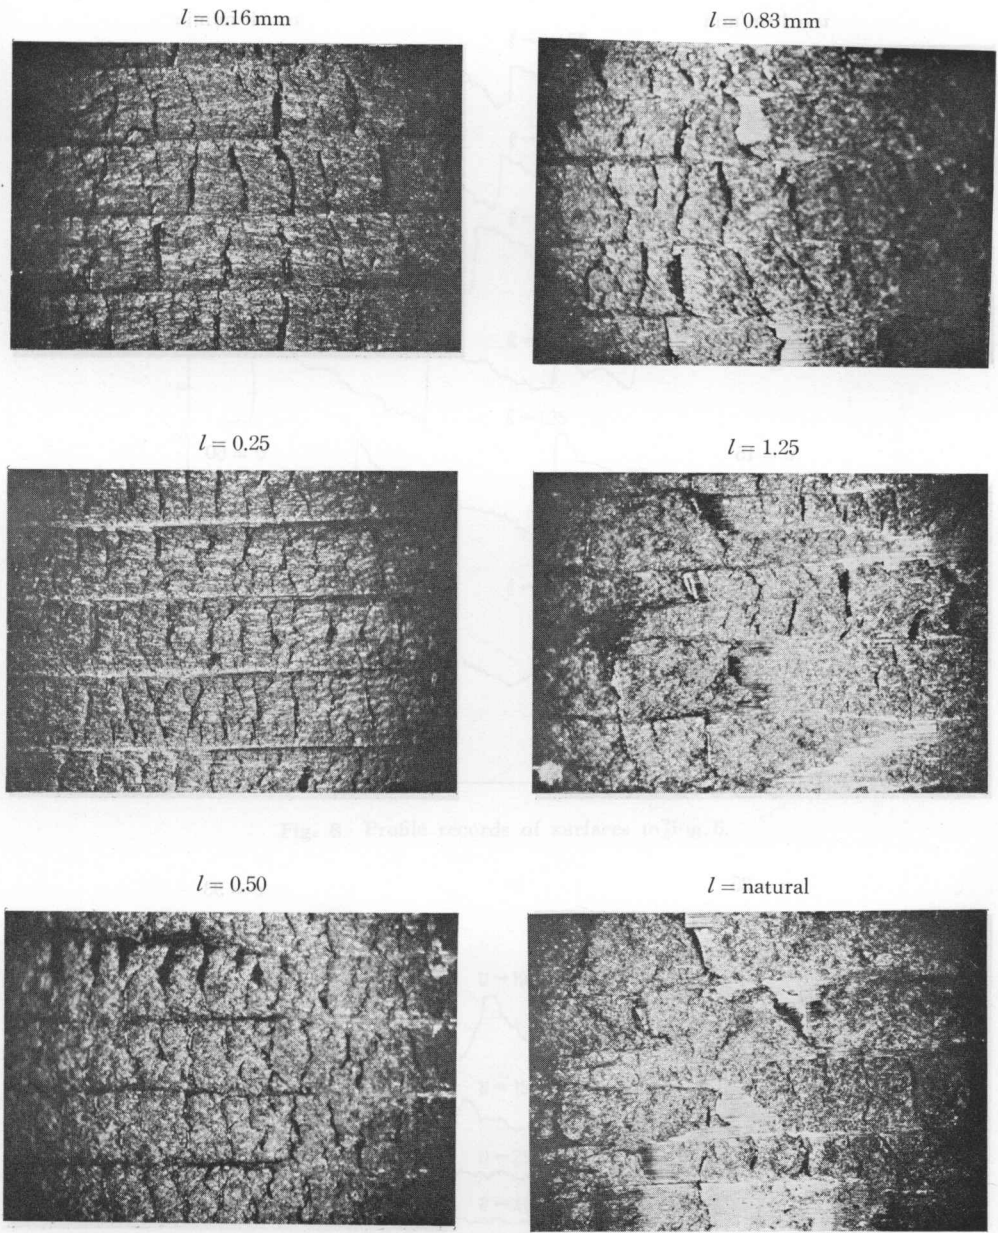 l = 0.16 mm
l = 0.83 mm
l = 0.25
l = 1.25
l = 0.50
l = natural